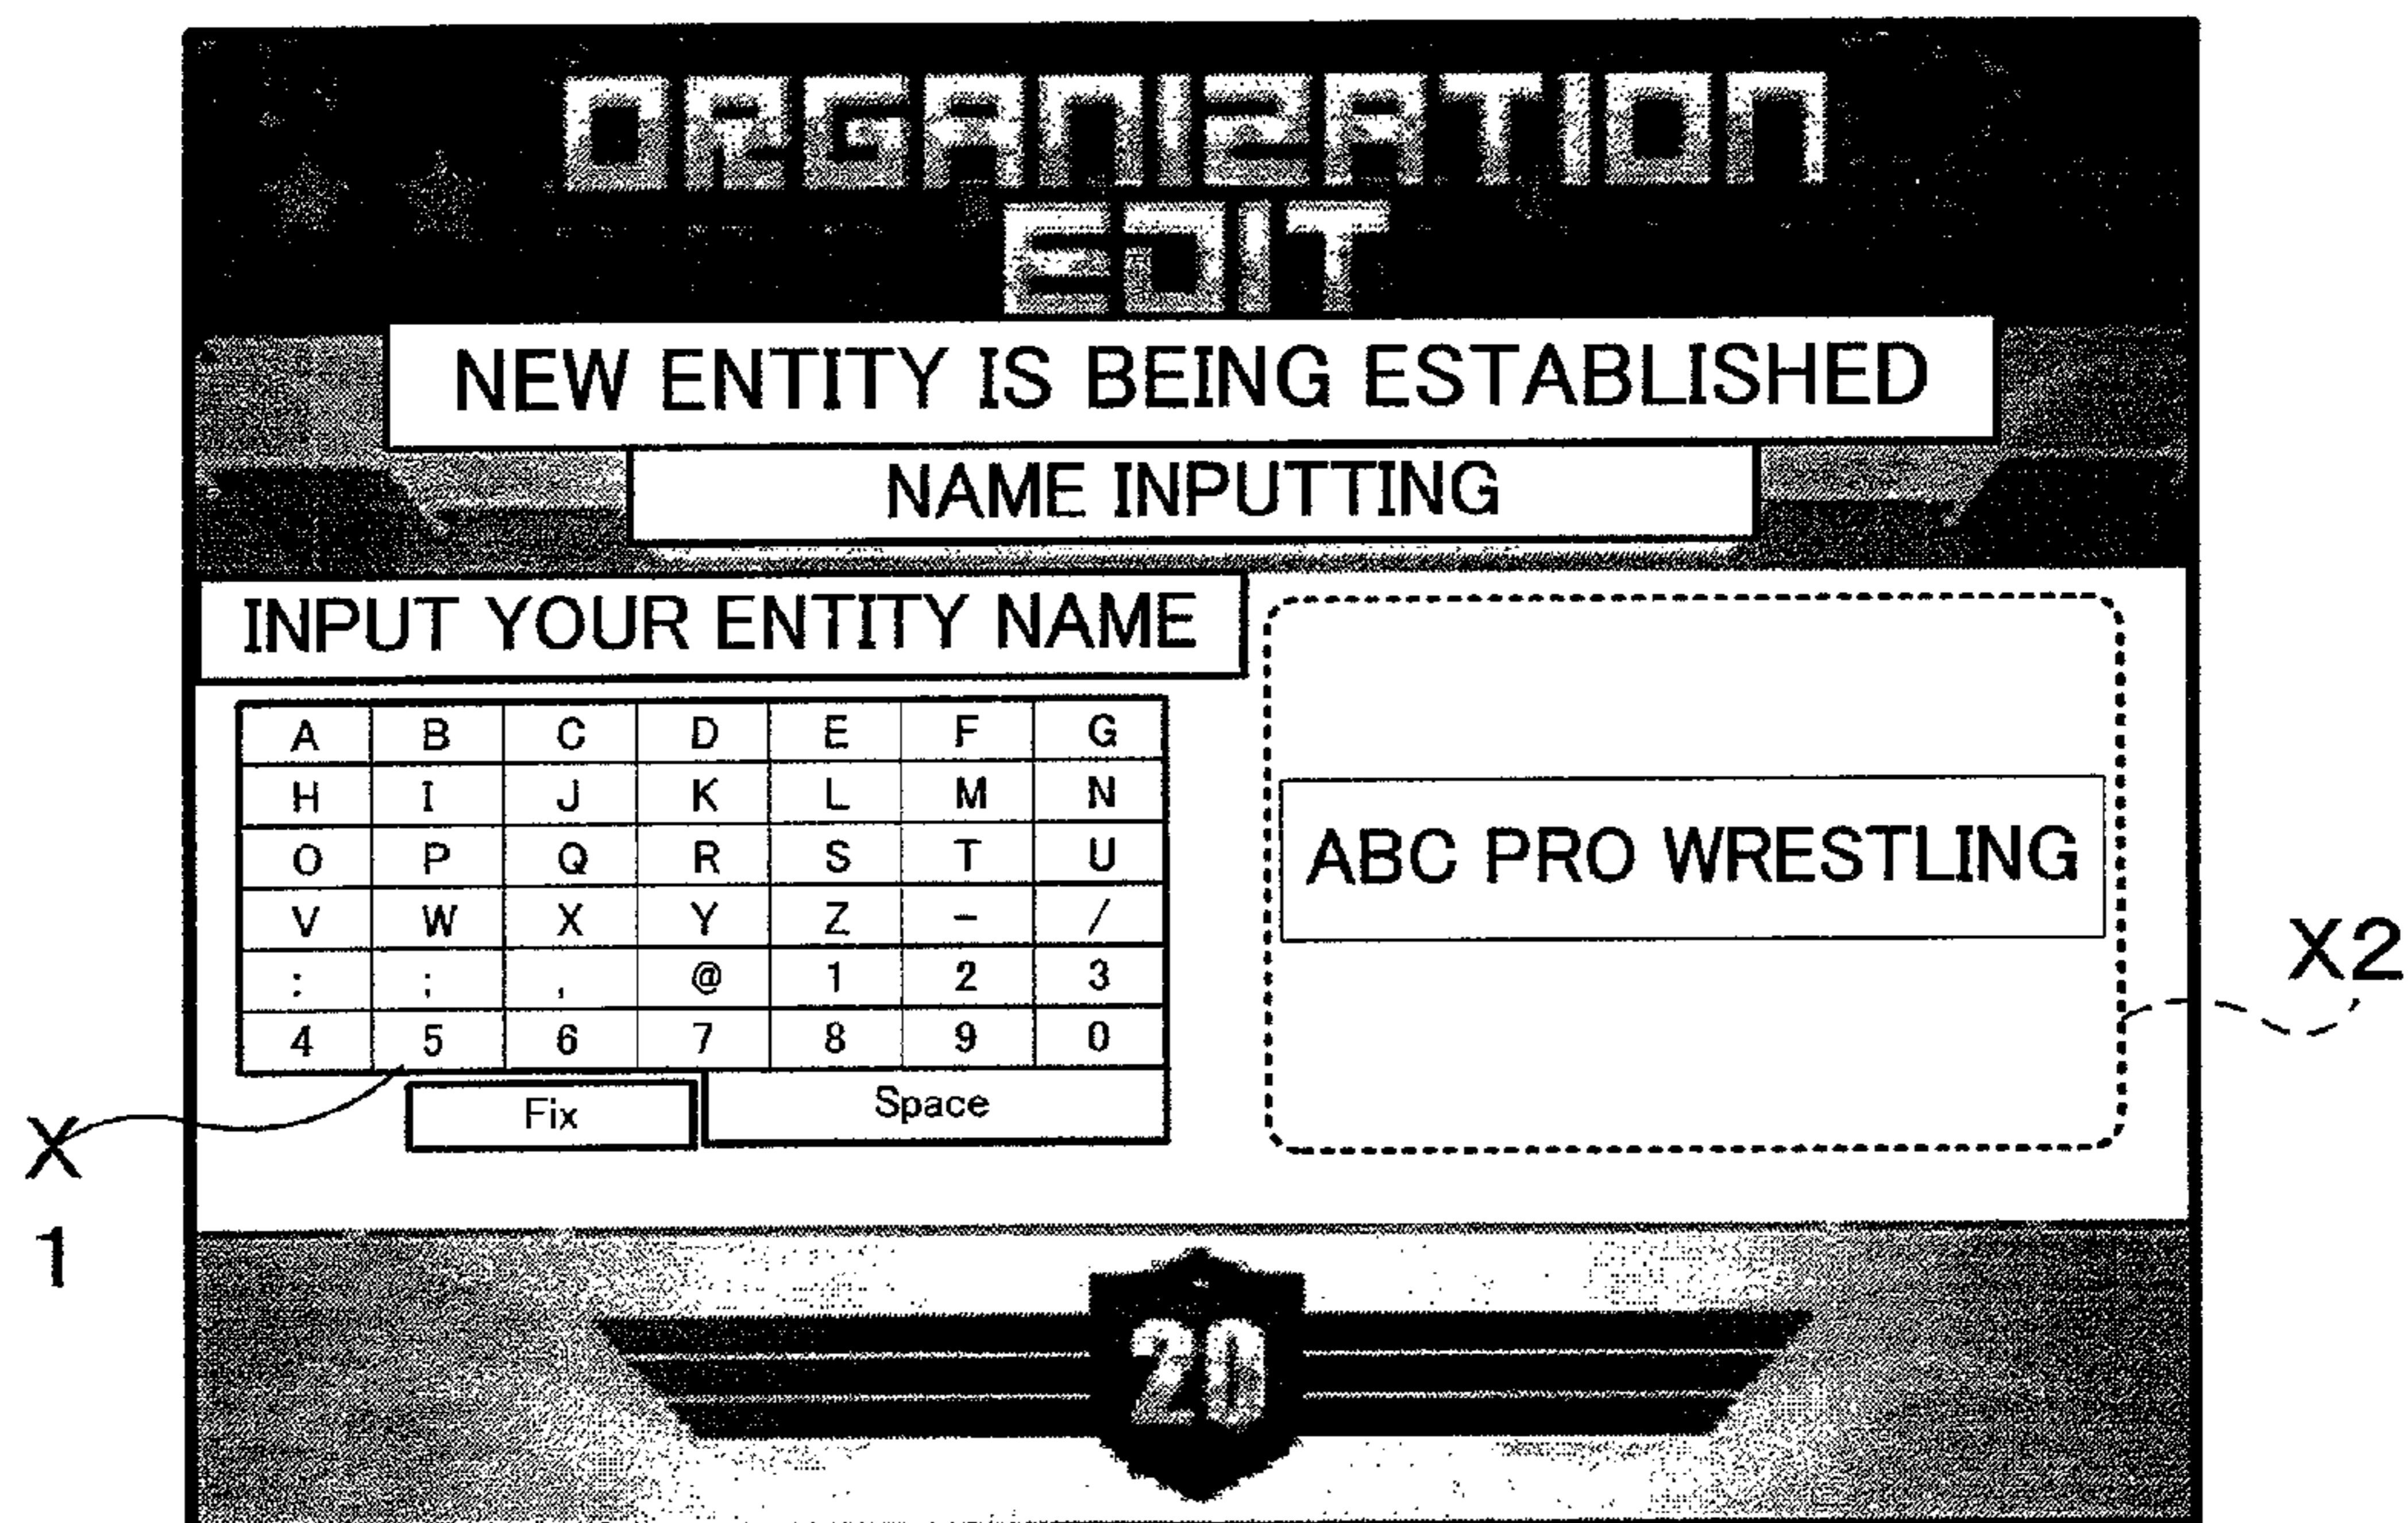 ORGANIZATION
EDIT
NEW ENTITY IS BEING ESTABLISHED
NAME INPUTTING
INPUT YOUR ENTITY NAME
A B C D E F G
H I J K L M N
O P Q R S T U
V W X Y Z - /
: ; , @ 1 2 3
4 5 6 7 8 9 0
Fix Space
ABC PRO WRESTLING
X2
X
1
20